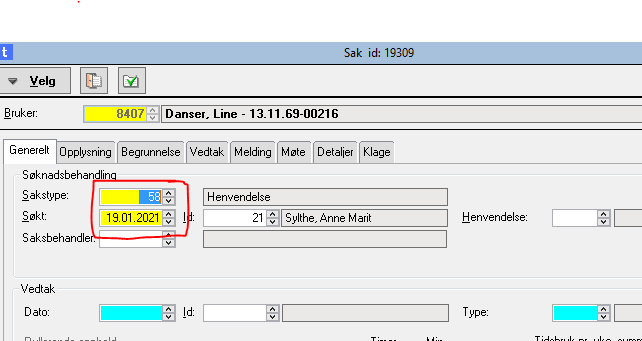 t Sak id: 19309
Velg
Bruker: 8407 Danser, Line - 13.11.69-00216
Generelt Opplysning Begrunnelse Vedtak Melding Møte Detaljer Klage
Søknadsbehandling
Sakstype: 58 Henvendelse
Søkt: 19.01.2021 Id: 21 Sylthe, Anne Marit Henvendelse:
Saksbehandler:
Vedtak
Dato: Id: Type: